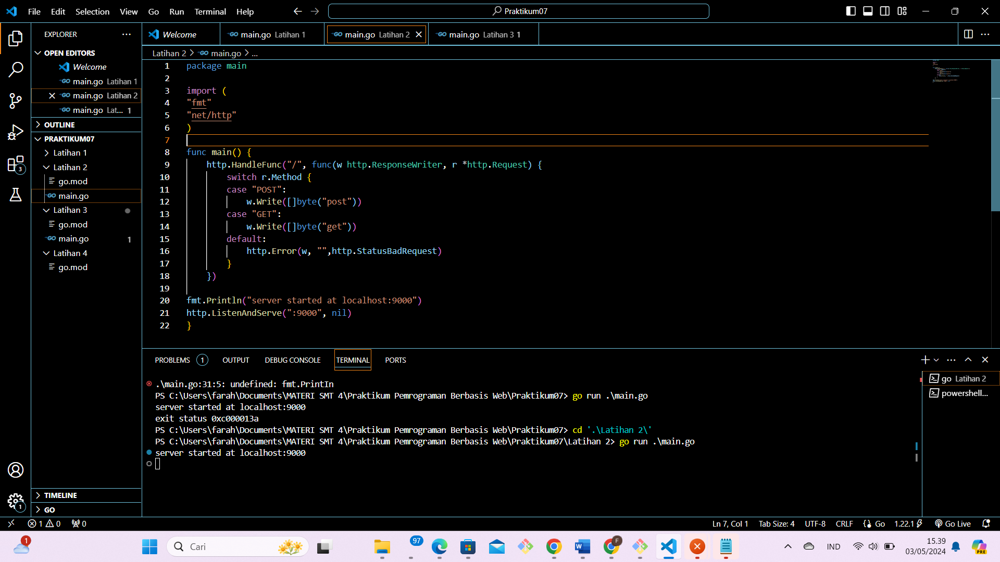 File Edit Selection View Go Run Terminal Help
Praktikum07
EXPLORER
OPEN EDITORS
Welcome
GO main.go Latihan 1
GO main.go Latihan 2
GO main.go Lat... 1
OUTLINE
PRAKTIKUM07
Latihan 1
Latihan 2
go.mod
GO main.go
Latihan 3
go.mod
GO main.go 1
Latihan 4
go.mod
TIMELINE
GO
3
1
Welcome GO main.go Latihan 1 GO main.go Latihan 2 GO main.go Latihan 3 1
Latihan 2 > GO main.go > ...
1 package main
2
3 import (
4 "fmt"
5 "net/http"
6 )
7
8 func main() {
9 http.HandleFunc("/", func(w http.ResponseWriter, r *http.Request) {
10 switch r.Method {
11 case "POST":
12 w.Write([]byte("post"))
13 case "GET":
14 w.Write([]byte("get"))
15 default:
16 http.Error(w, "",http.StatusBadRequest)
17 }
18 })
19
20 fmt.Println("server started at localhost:9000")
21 http.ListenAndServe(":9000", nil)
22 }
PROBLEMS 1 OUTPUT DEBUG CONSOLE TERMINAL PORTS
.\main.go:31:5: undefined: fmt.PrintIn
PS C:\Users\farah\Documents\MATERI SMT 4\Praktikum Pemrograman Berbasis Web\Praktikum07> go run .\main.go
server started at localhost:9000
exit status 0xc000013a
PS C:\Users\farah\Documents\MATERI SMT 4\Praktikum Pemrograman Berbasis Web\Praktikum07> cd '.\Latihan 2\'
PS C:\Users\farah\Documents\MATERI SMT 4\Praktikum Pemrograman Berbasis Web\Praktikum07\Latihan 2> go run .\main.go
server started at localhost:9000
go Latihan 2
powershell...
1 0 0 Ln 7, Col 1 Tab Size: 4 UTF-8 CRLF Go 1.22.1 Go Live
1 Cari 97 W F IND 15.39
03/05/2024
PRE